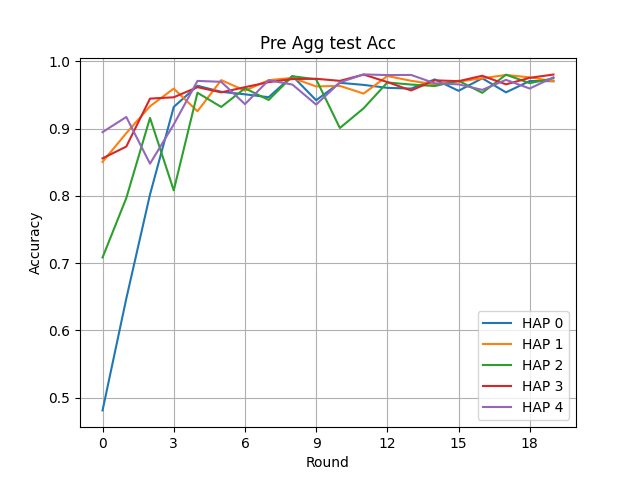 Pre Agg test Acc
1.0
0.9
0.8
0.7
0.6
0.5
Accuracy
0 3 6 9 12 15 18
Round
HAP 0
HAP 1
HAP 2
HAP 3
HAP 4